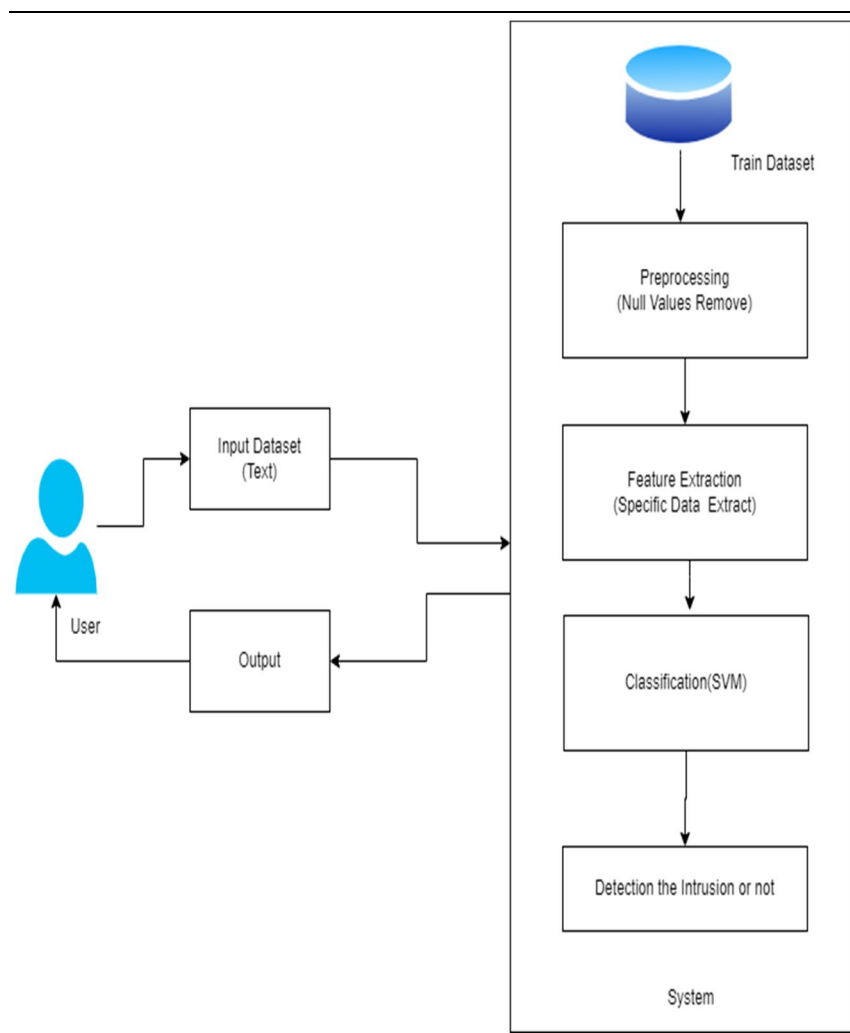 Train Dataset
Preprocessing
(Null Values Remove)
Input Dataset
(Text)
Feature Extraction
(Specific Data Extract)
User
Output
Classification(SVM)
Detection the Intrusion or not
System